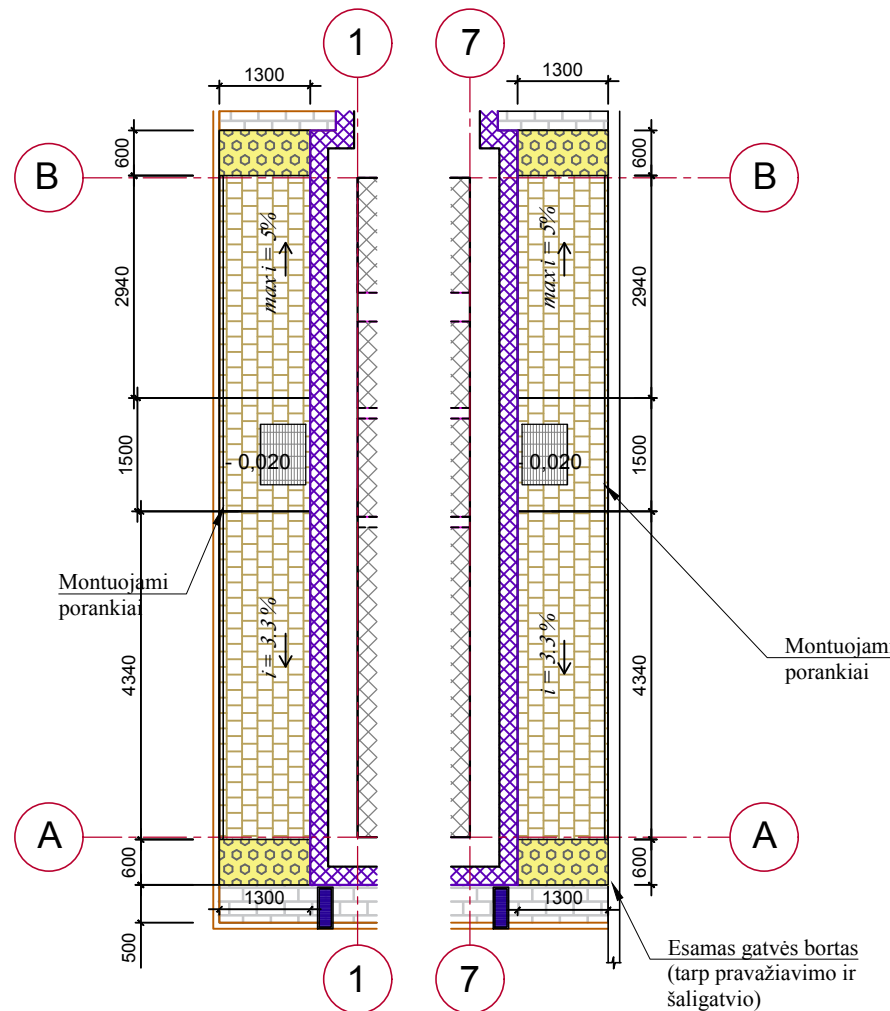 1
7
1300
1300
600
600
B
B
max i = 5%
max i = 5%
2940
2940
1500
1500
- 0,020
- 0,020
Montuojami
porankiai
i = 3.3%
i = 3.3%
4340
4340
Montuojami
porankiai
A
A
600
600
1300
1300
500
Esamas gatvės bortas
(tarp pravažiavimo ir
šaligatvio)
1
7